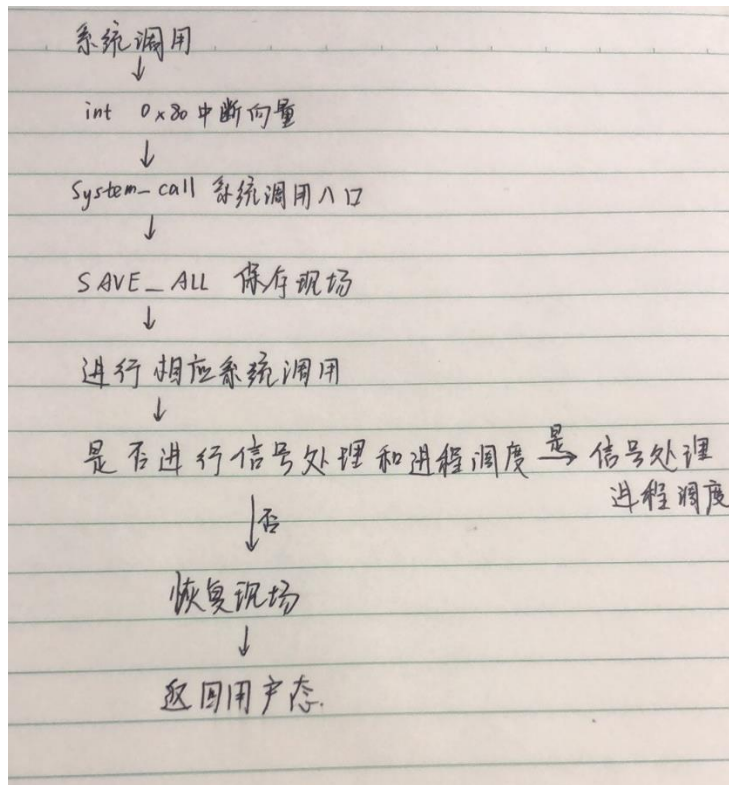 系统调用
↓
int 0x80 中断向量
↓
System_call 系统调用入口
↓
SAVE_ALL 保存现场
↓
进行相应系统调用
↓
是否进行信号处理和进程调度 是→ 信号处理
进程调度
↓否
恢复现场
↓
返回用户态.